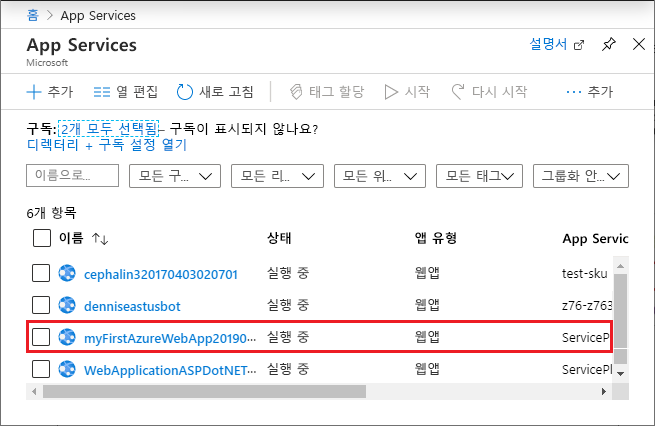 홈 > App Services
App Services
Microsoft
설명서
+ 추가 열 편집 새로 고침 태그 할당 시작 다시 시작 ··· 추가
구독: 2개 모두 선택됨– 구독이 표시되지 않나요?
디렉터리 + 구독 설정 열기
이름으로... 모든 구... 모든 리... 모든 위... 모든 태그 그룹화 안...
6개 항목
이름 상태 앱 유형 App Servic
cephalin320170403020701 실행 중 웹앱 test-sku
denniseastusbot 실행 중 웹앱 z76-z763
myFirstAzureWebApp20190... 실행 중 웹앱 ServiceP
WebApplicationASPDotNET... 실행 중 웹앱 ServicePl